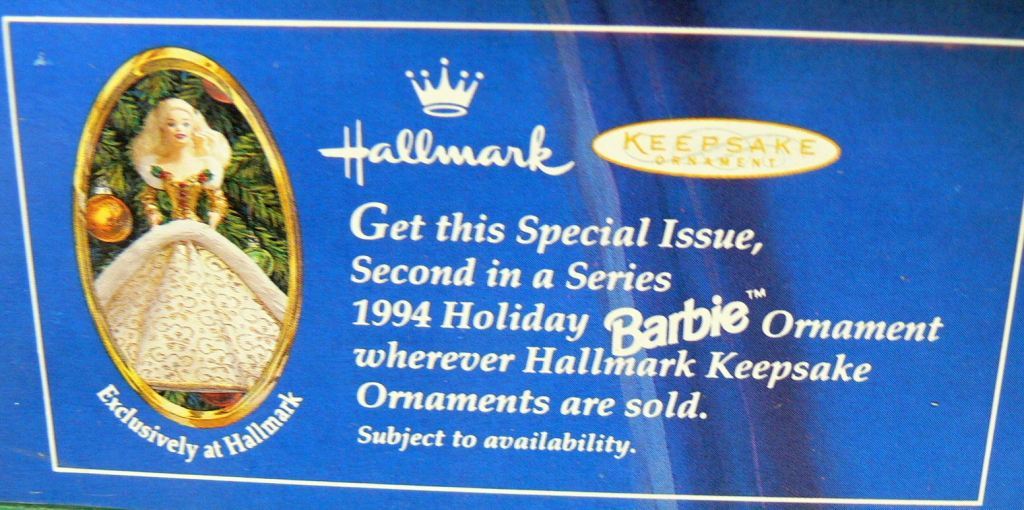 Hallmark
KEEPSAKE
ORNAMENT
Get this Special Issue,
Second in a Series
1994 Holiday Barbie™ Ornament
wherever Hallmark Keepsake
Ornaments are sold.
Subject to availability.
Exclusively at Hallmark